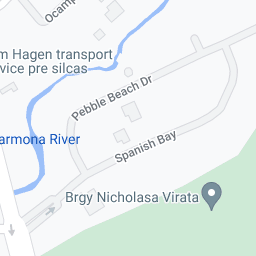 Ocamp
m Hagen transport
vice pre silcas
Pebble Beach Dr
armona River
Spanish Bay
Brgy Nicholasa Virata